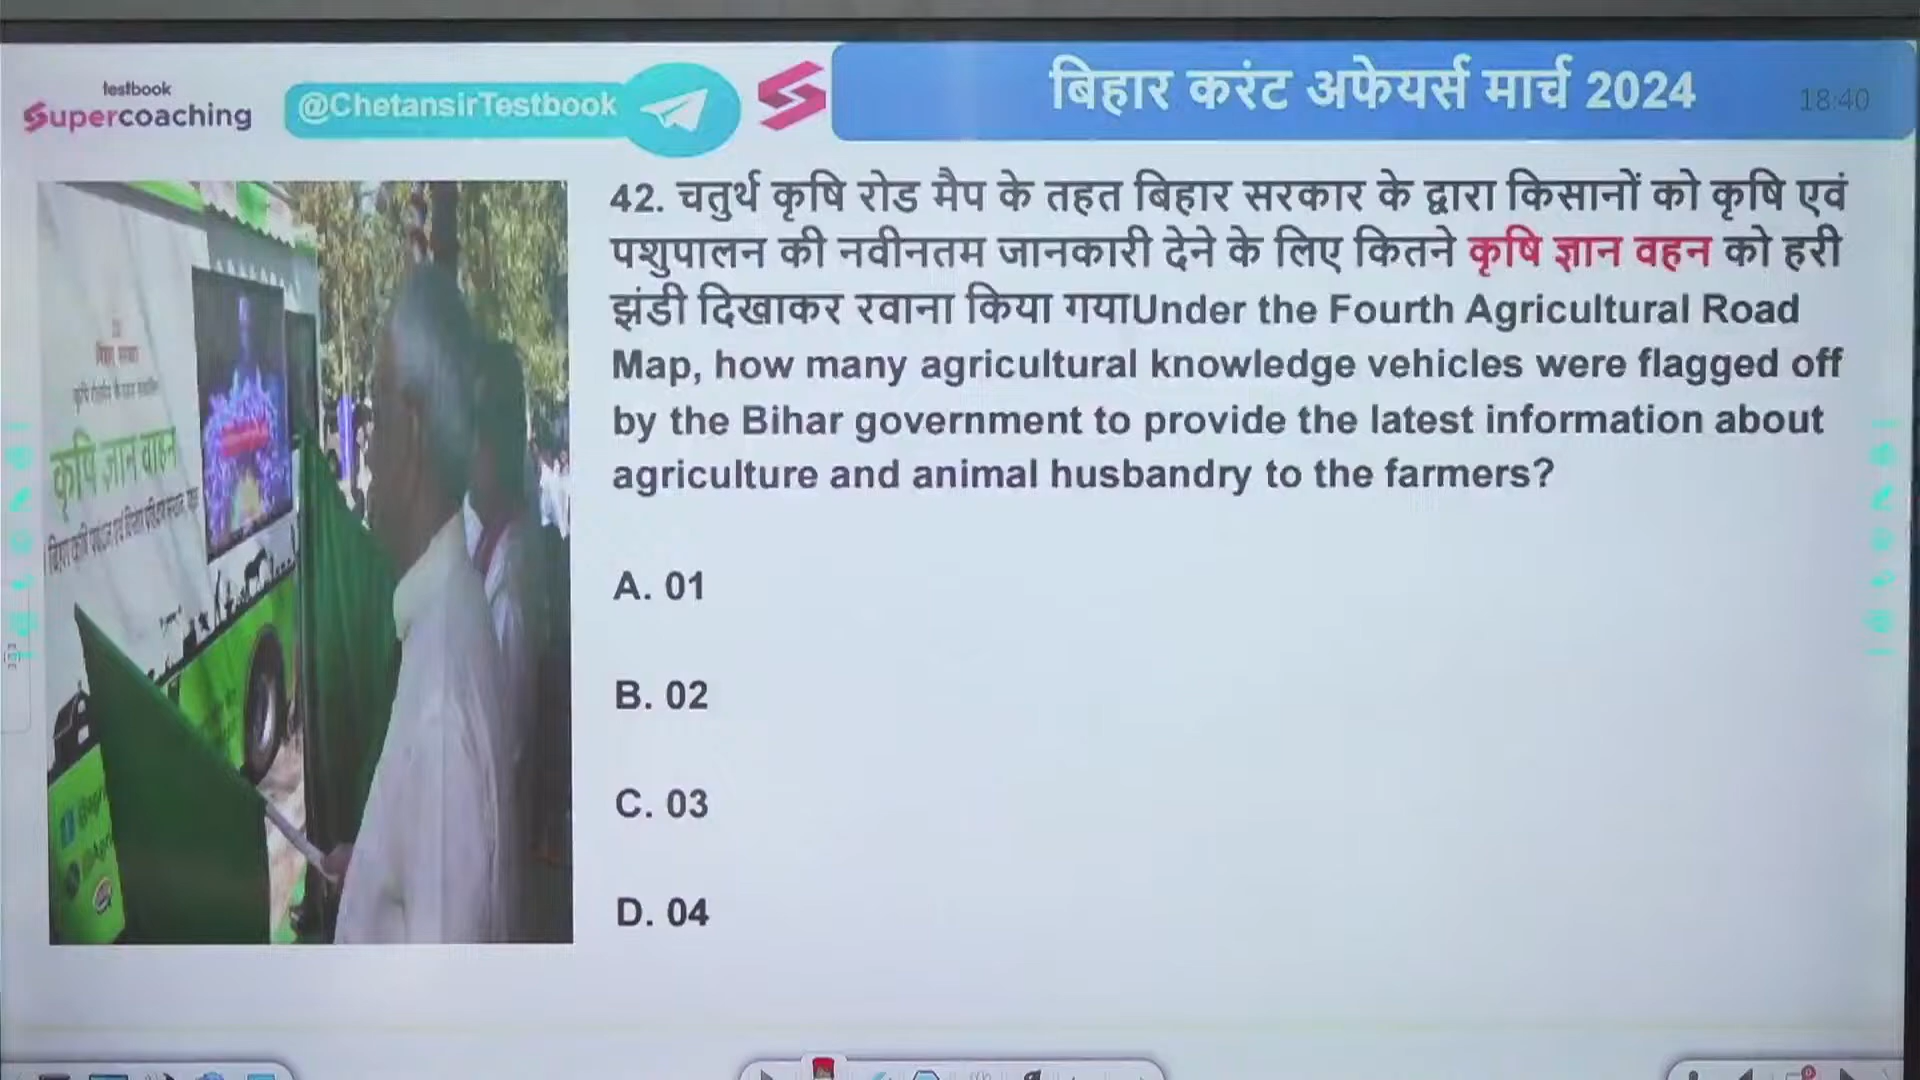 testbook
Supercoaching
@ChetansirTestbook
बिहार करंट अफेयर्स मार्च 2024
18:40
42. चतुर्थ कृषि रोड मैप के तहत बिहार सरकार के द्वारा किसानों को कृषि एवं
पशुपालन की नवीनतम जानकारी देने के लिए कितने कृषि ज्ञान वहन को हरी
झंडी दिखाकर रवाना किया गयाUnder the Fourth Agricultural Road
Map, how many agricultural knowledge vehicles were flagged off
by the Bihar government to provide the latest information about
agriculture and animal husbandry to the farmers?
A. 01
B. 02
C. 03
D. 04
कृषि ज्ञान वाहन